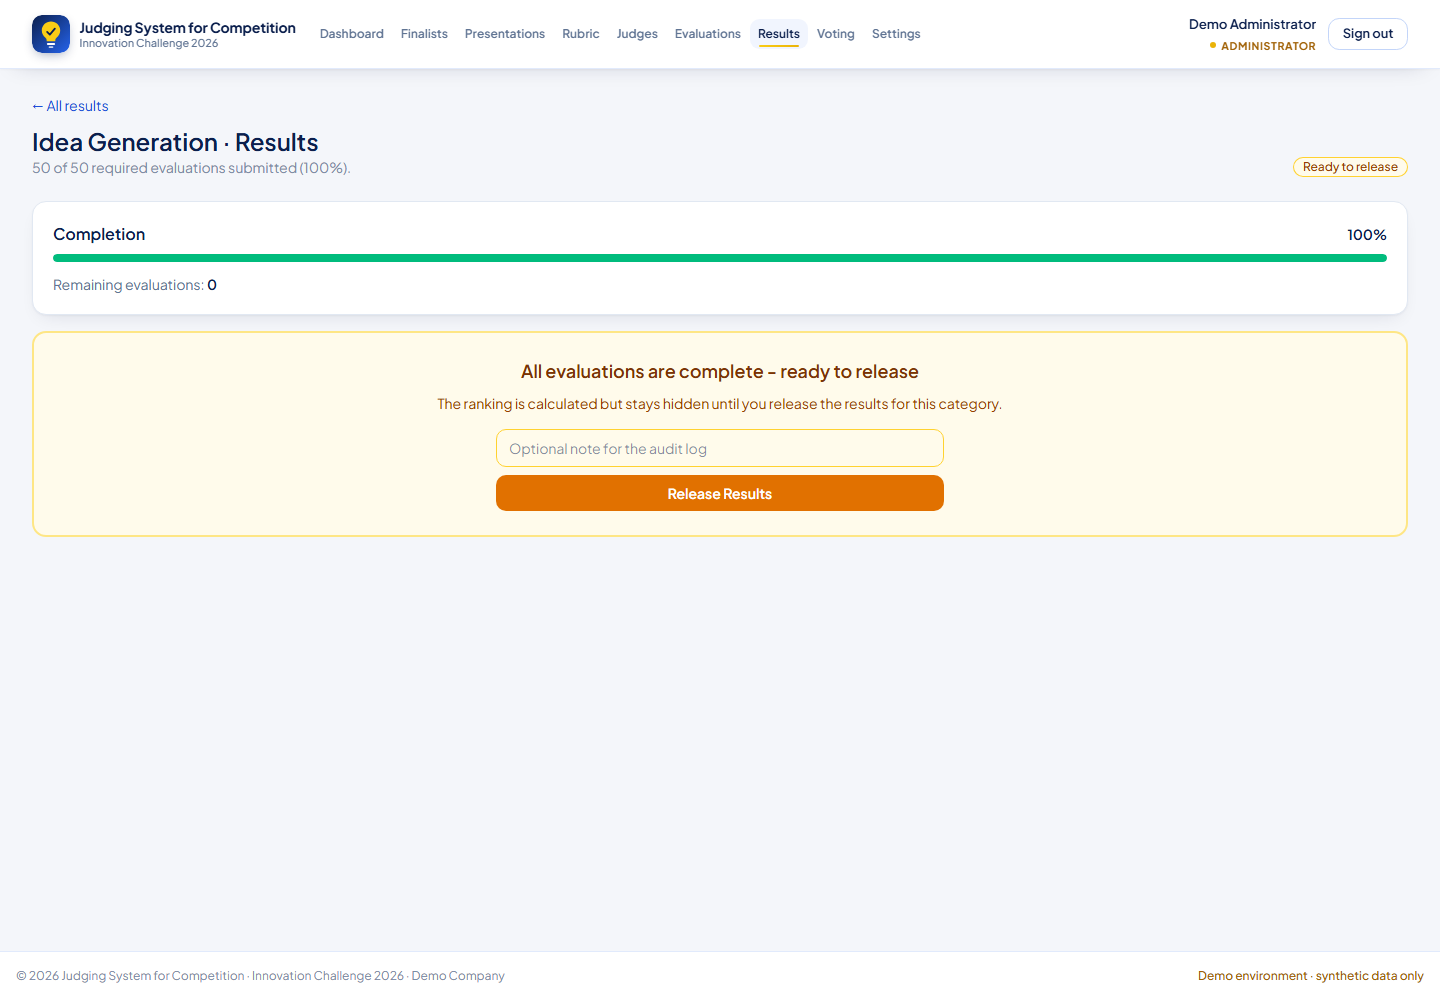 Judging System for Competition
Innovation Challenge 2026
Dashboard Finalists Presentations Rubric Judges Evaluations Results Voting Settings
Demo Administrator
ADMINISTRATOR
Sign out
← All results
Idea Generation · Results
50 of 50 required evaluations submitted (100%).
Ready to release
Completion 100%
Remaining evaluations: 0
All evaluations are complete - ready to release
The ranking is calculated but stays hidden until you release the results for this category.
Optional note for the audit log
Release Results
© 2026 Judging System for Competition · Innovation Challenge 2026 · Demo Company
Demo environment · synthetic data only